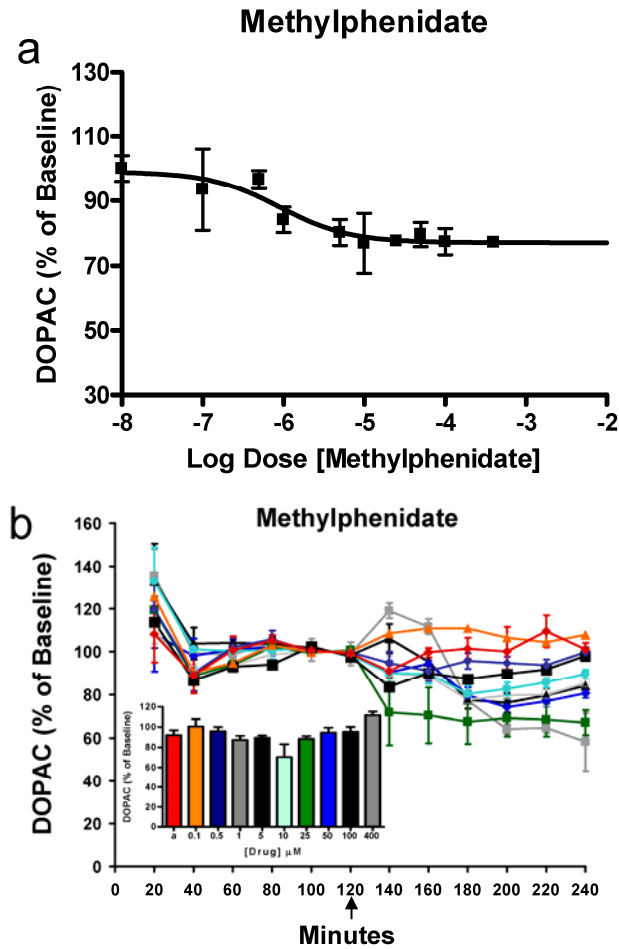 Methylphenidate
a
DOPAC (% of Baseline)
130
110
90
70
50
30
-8 -7 -6 -5 -4 -3 -2
Log Dose [Methylphenidate]
b
Methylphenidate
DOPAC (% of Baseline)
160
140
120
100
80
60
40
20
0
DOPAC (% of Baseline)
120
100
80
60
40
20
0
a 0.1 0.5 1 5 10 25 50 100 400
[Drug] µM
0 20 40 60 80 100 120 140 160 180 200 220 240
Minutes